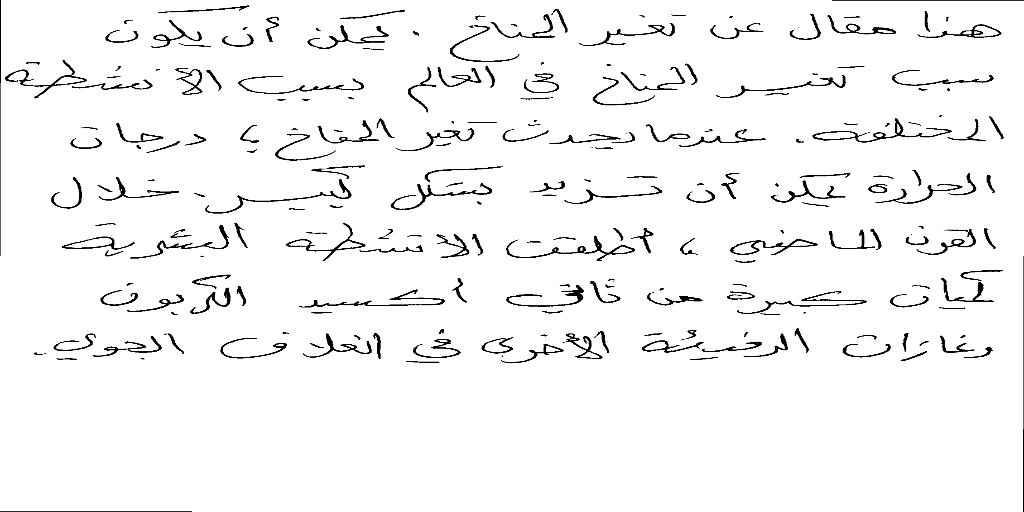 هذا مقال عن تغير المناخ . يمكن أن يكون
سبب تغير المناخ في العالم بسبب الأنشطة
المختلفة . عندما يحدث تغير المناخ ، درجات
الحرارة يمكن أن تزيد بشكل كبير . خلال
القرن الماضي ، أطلقت الانشطة البشرية
كميات كبيرة من ثاني أكسيد الكربون
وغازات الدفيئة الأخرى في الغلاف الجوي .